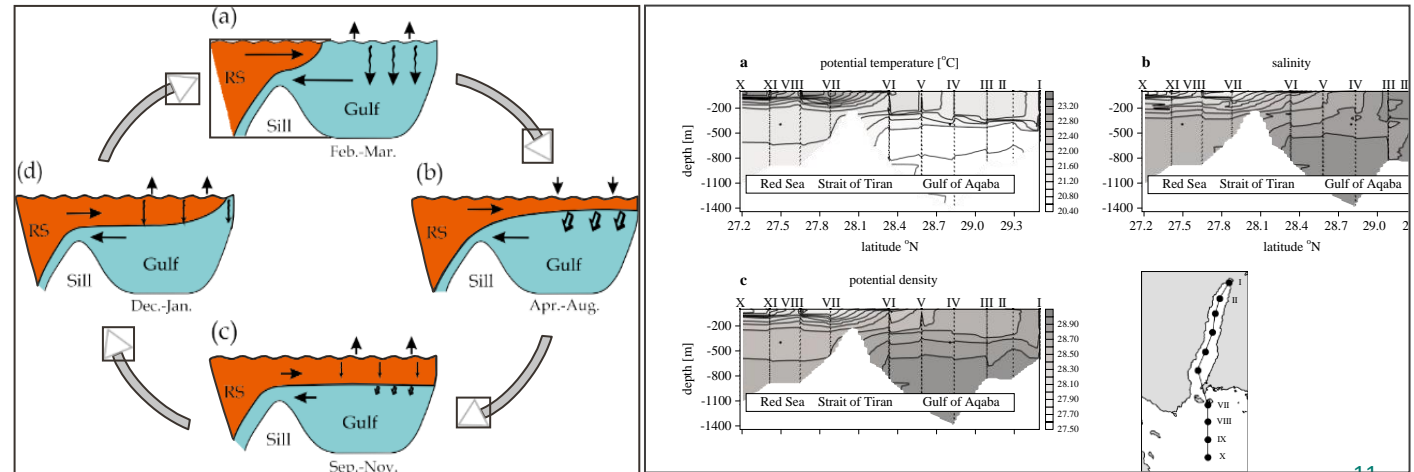 (a)
RS
Gulf
Sill
Feb.-Mar.
(d)
RS
Gulf
Sill
Dec.-Jan.
(b)
RS
Gulf
Sill
Apr.-Aug.
(c)
RS
Gulf
Sill
Sep.-Nov.
a
potential temperature [°C]
X XI VIII VII VI V IV III II I
-200
-500
-800
-1100
-1400
depth [m]
Red Sea Strait of Tiran Gulf of Aqaba
27.2 27.5 27.8 28.1 28.4 28.7 29.0 29.3
latitude °N
23.20
22.80
22.40
22.00
21.60
21.20
20.80
20.40
b
salinity
X XI VIII VII VI V IV III II
-200
-500
-800
-1100
-1400
Red Sea Strait of Tiran Gulf of Aqaba
27.2 27.5 27.8 28.1 28.4 28.7 29.0 2
latitude °N
c
potential density
X XI VIII VII VI V IV III II I
-200
-500
-800
-1100
-1400
depth [m]
Red Sea Strait of Tiran Gulf of Aqaba
28.90
28.70
28.50
28.30
28.10
27.90
27.70
27.50
I
II
VII
VIII
IX
X